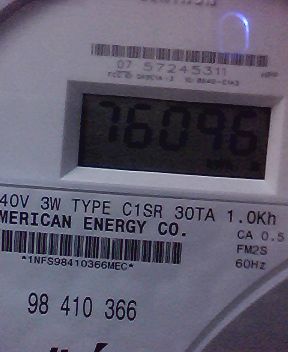 07 57245311
76096
40V 3W TYPE C1SR 30TA 1.0Kh
MERICAN ENERGY CO.
CA 0.5
FM2S
60Hz
*1NFS98410366MEC*
98 410 366